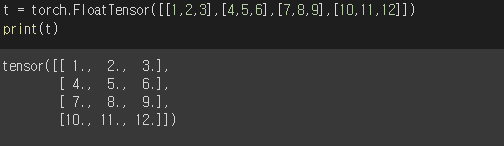 t = torch.FloatTensor([[1,2,3],[4,5,6],[7,8,9],[10,11,12]])
print(t)
tensor([[ 1.,  2.,  3.],
        [ 4.,  5.,  6.],
        [ 7.,  8.,  9.],
        [10., 11., 12.]])